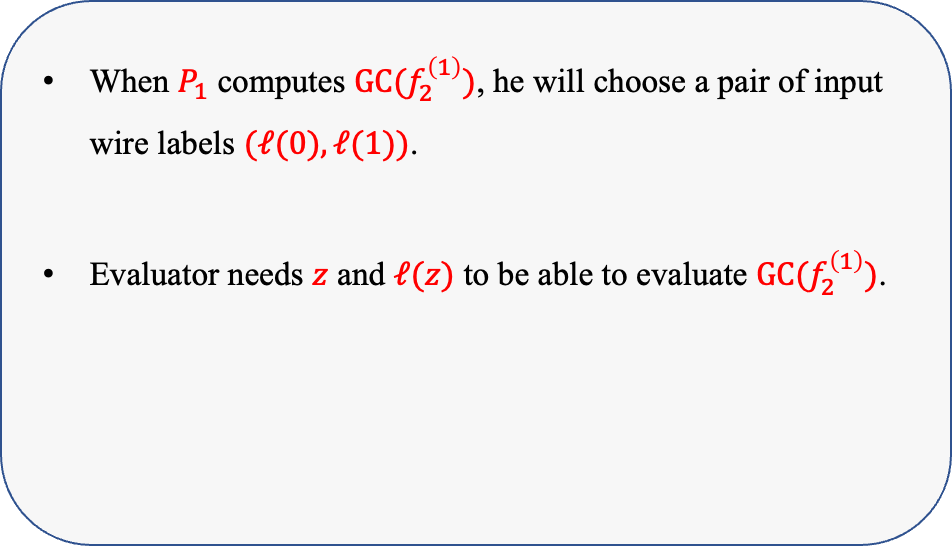 • When P₁ computes GC(f₂⁽¹⁾), he will choose a pair of input
wire labels (ℓ(0), ℓ(1)).
• Evaluator needs z and ℓ(z) to be able to evaluate GC(f₂⁽¹⁾).